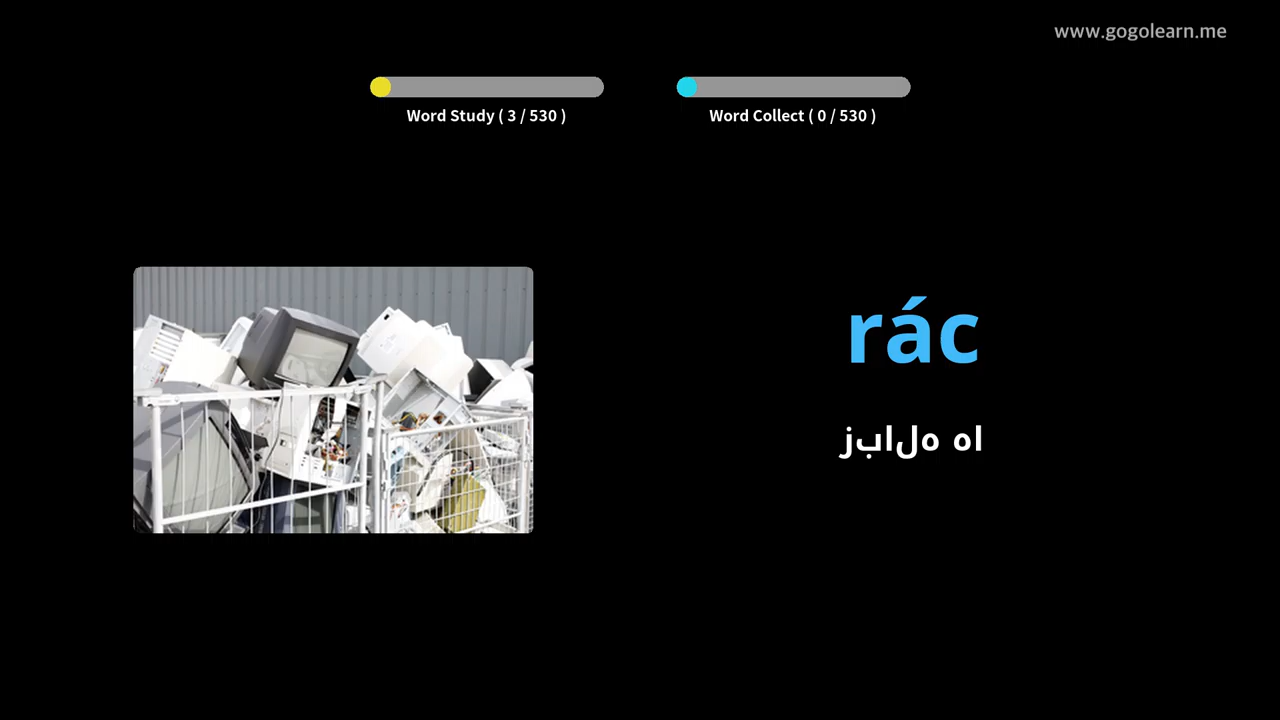 www.gogolearn.me
Word Study ( 3 / 530 )
Word Collect ( 0 / 530 )
rác
زباله ها